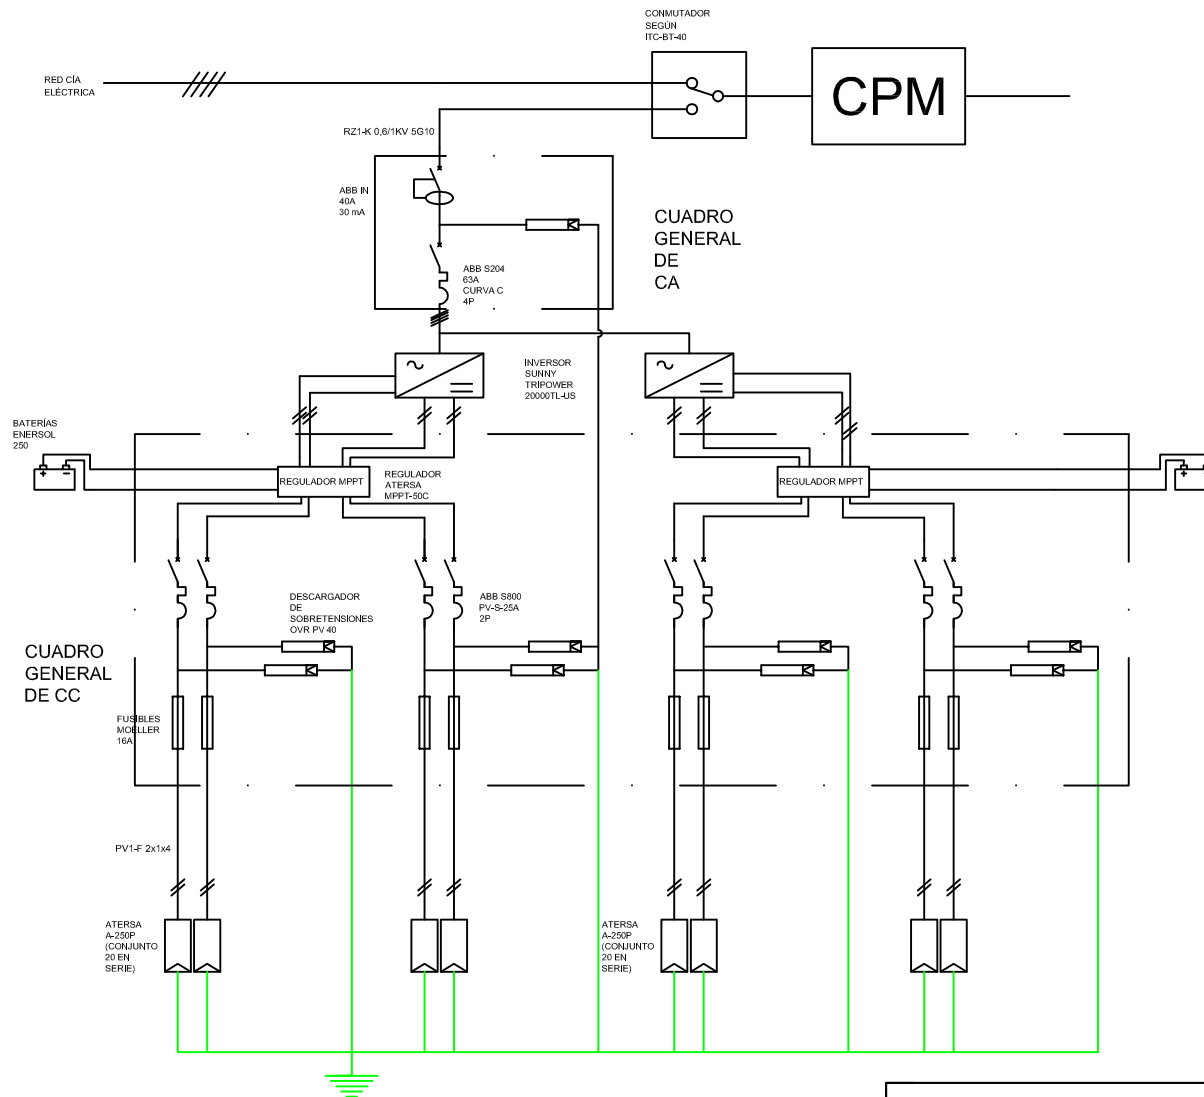 CONMUTADOR
SEGÚN
ITC-BT-40
RED CÍA
ELÉCTRICA
CPM
RZ1-K 0,6/1KV 5G10
ABB IN
40A
30 mA
CUADRO
GENERAL
DE
CA
ABB S204
63A
CURVA C
4P
INVERSOR
SUNNY
TRIPOWER
20000TL-US
BATERÍAS
ENERSOL
250
REGULADOR MPPT
REGULADOR
ATERSA
MPPT-50C
REGULADOR MPPT
DESCARGADOR
DE
SOBRETENSIONES
OVR PV 40
ABB S800
PV-S-25A
2P
CUADRO
GENERAL
DE CC
FUSIBLES
MOELLER
16A
PV1-F 2x1x4
ATERSA
A-250P
(CONJUNTO
20 EN
SERIE)
ATERSA
A-250P
(CONJUNTO
20 EN
SERIE)